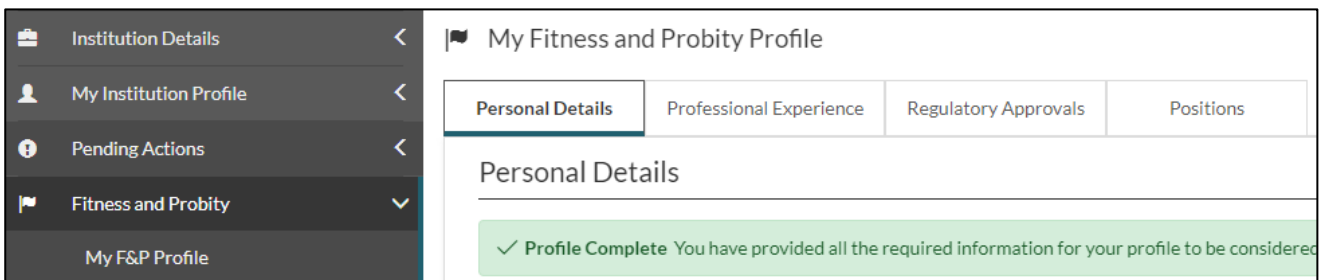 Institution Details
My Institution Profile
Pending Actions
Fitness and Probity
My F&P Profile
My Fitness and Probity Profile
Personal Details Professional Experience Regulatory Approvals Positions
Personal Details
Profile Complete You have provided all the required information for your profile to be considered